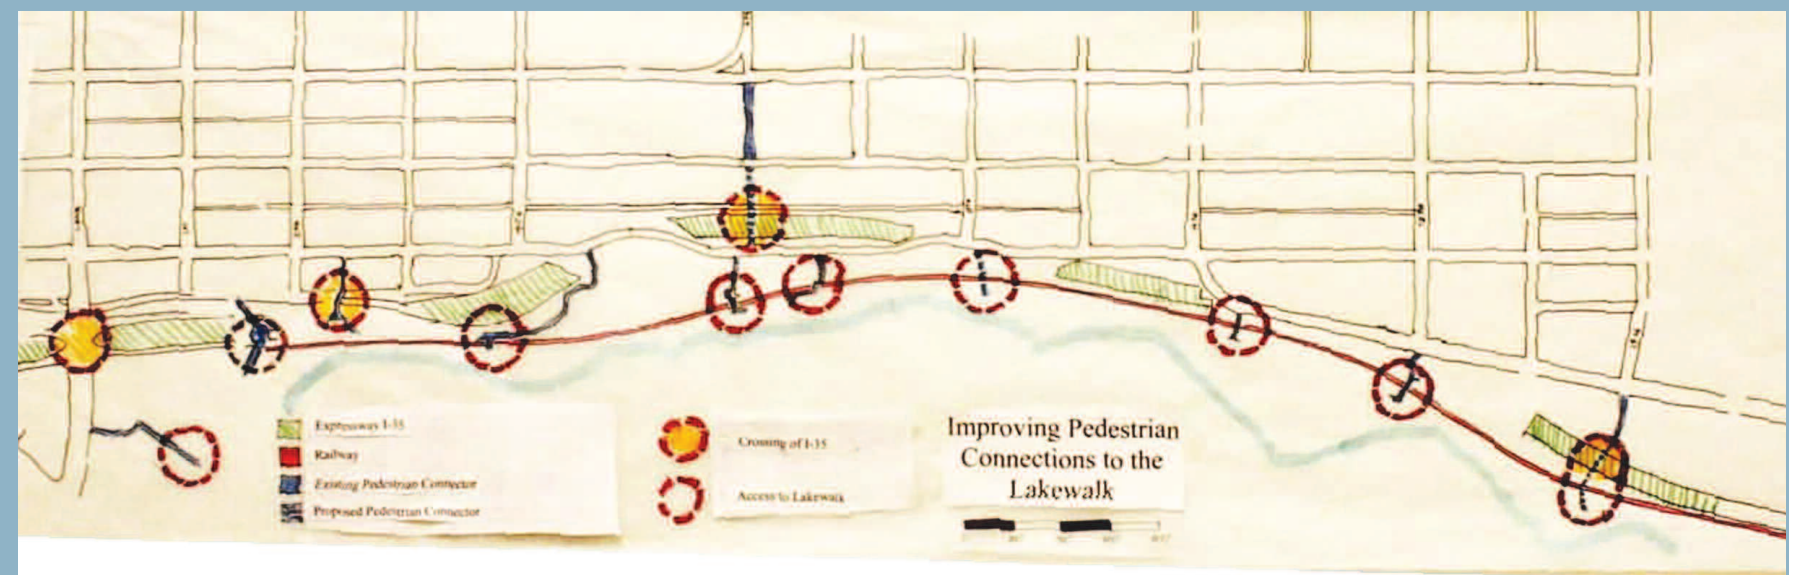 Expressway I-35
Railway
Existing Pedestrian Connector
Proposed Pedestrian Connector
Crossing of I-35
Access to Lakewalk
Improving Pedestrian
Connections to the
Lakewalk